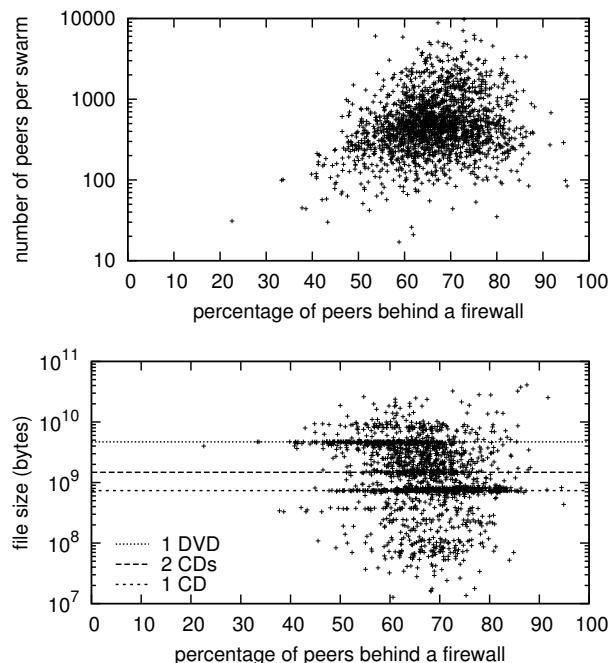 number of peers per swarm
10000
1000
100
10
0 10 20 30 40 50 60 70 80 90 100
percentage of peers behind a firewall
file size (bytes)
10^11
10^10
10^9
10^8
10^7
1 DVD
2 CDs
1 CD
0 10 20 30 40 50 60 70 80 90 100
percentage of peers behind a firewall